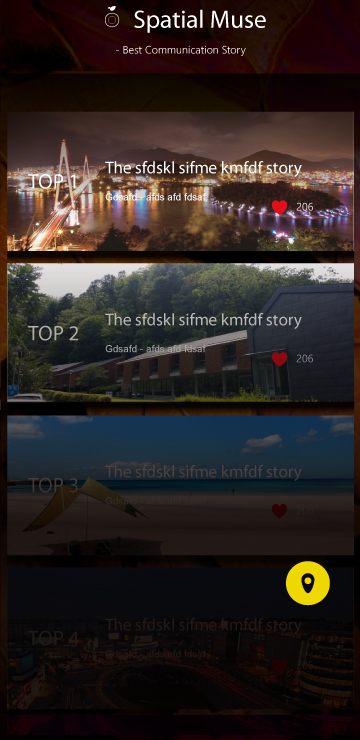 Spatial Muse
- Best Communication Story
TOP 1
The sfdskl sifme kmfdf story
Gdsafd - afds afd fdsaf
206
TOP 2
The sfdskl sifme kmfdf story
Gdsafd - afds afd fdsaf
206
TOP 3
The sfdskl sifme kmfdf story
TOP 4
The sfdskl sifme kmfdf story
Gdsafd - afds afd fdsaf